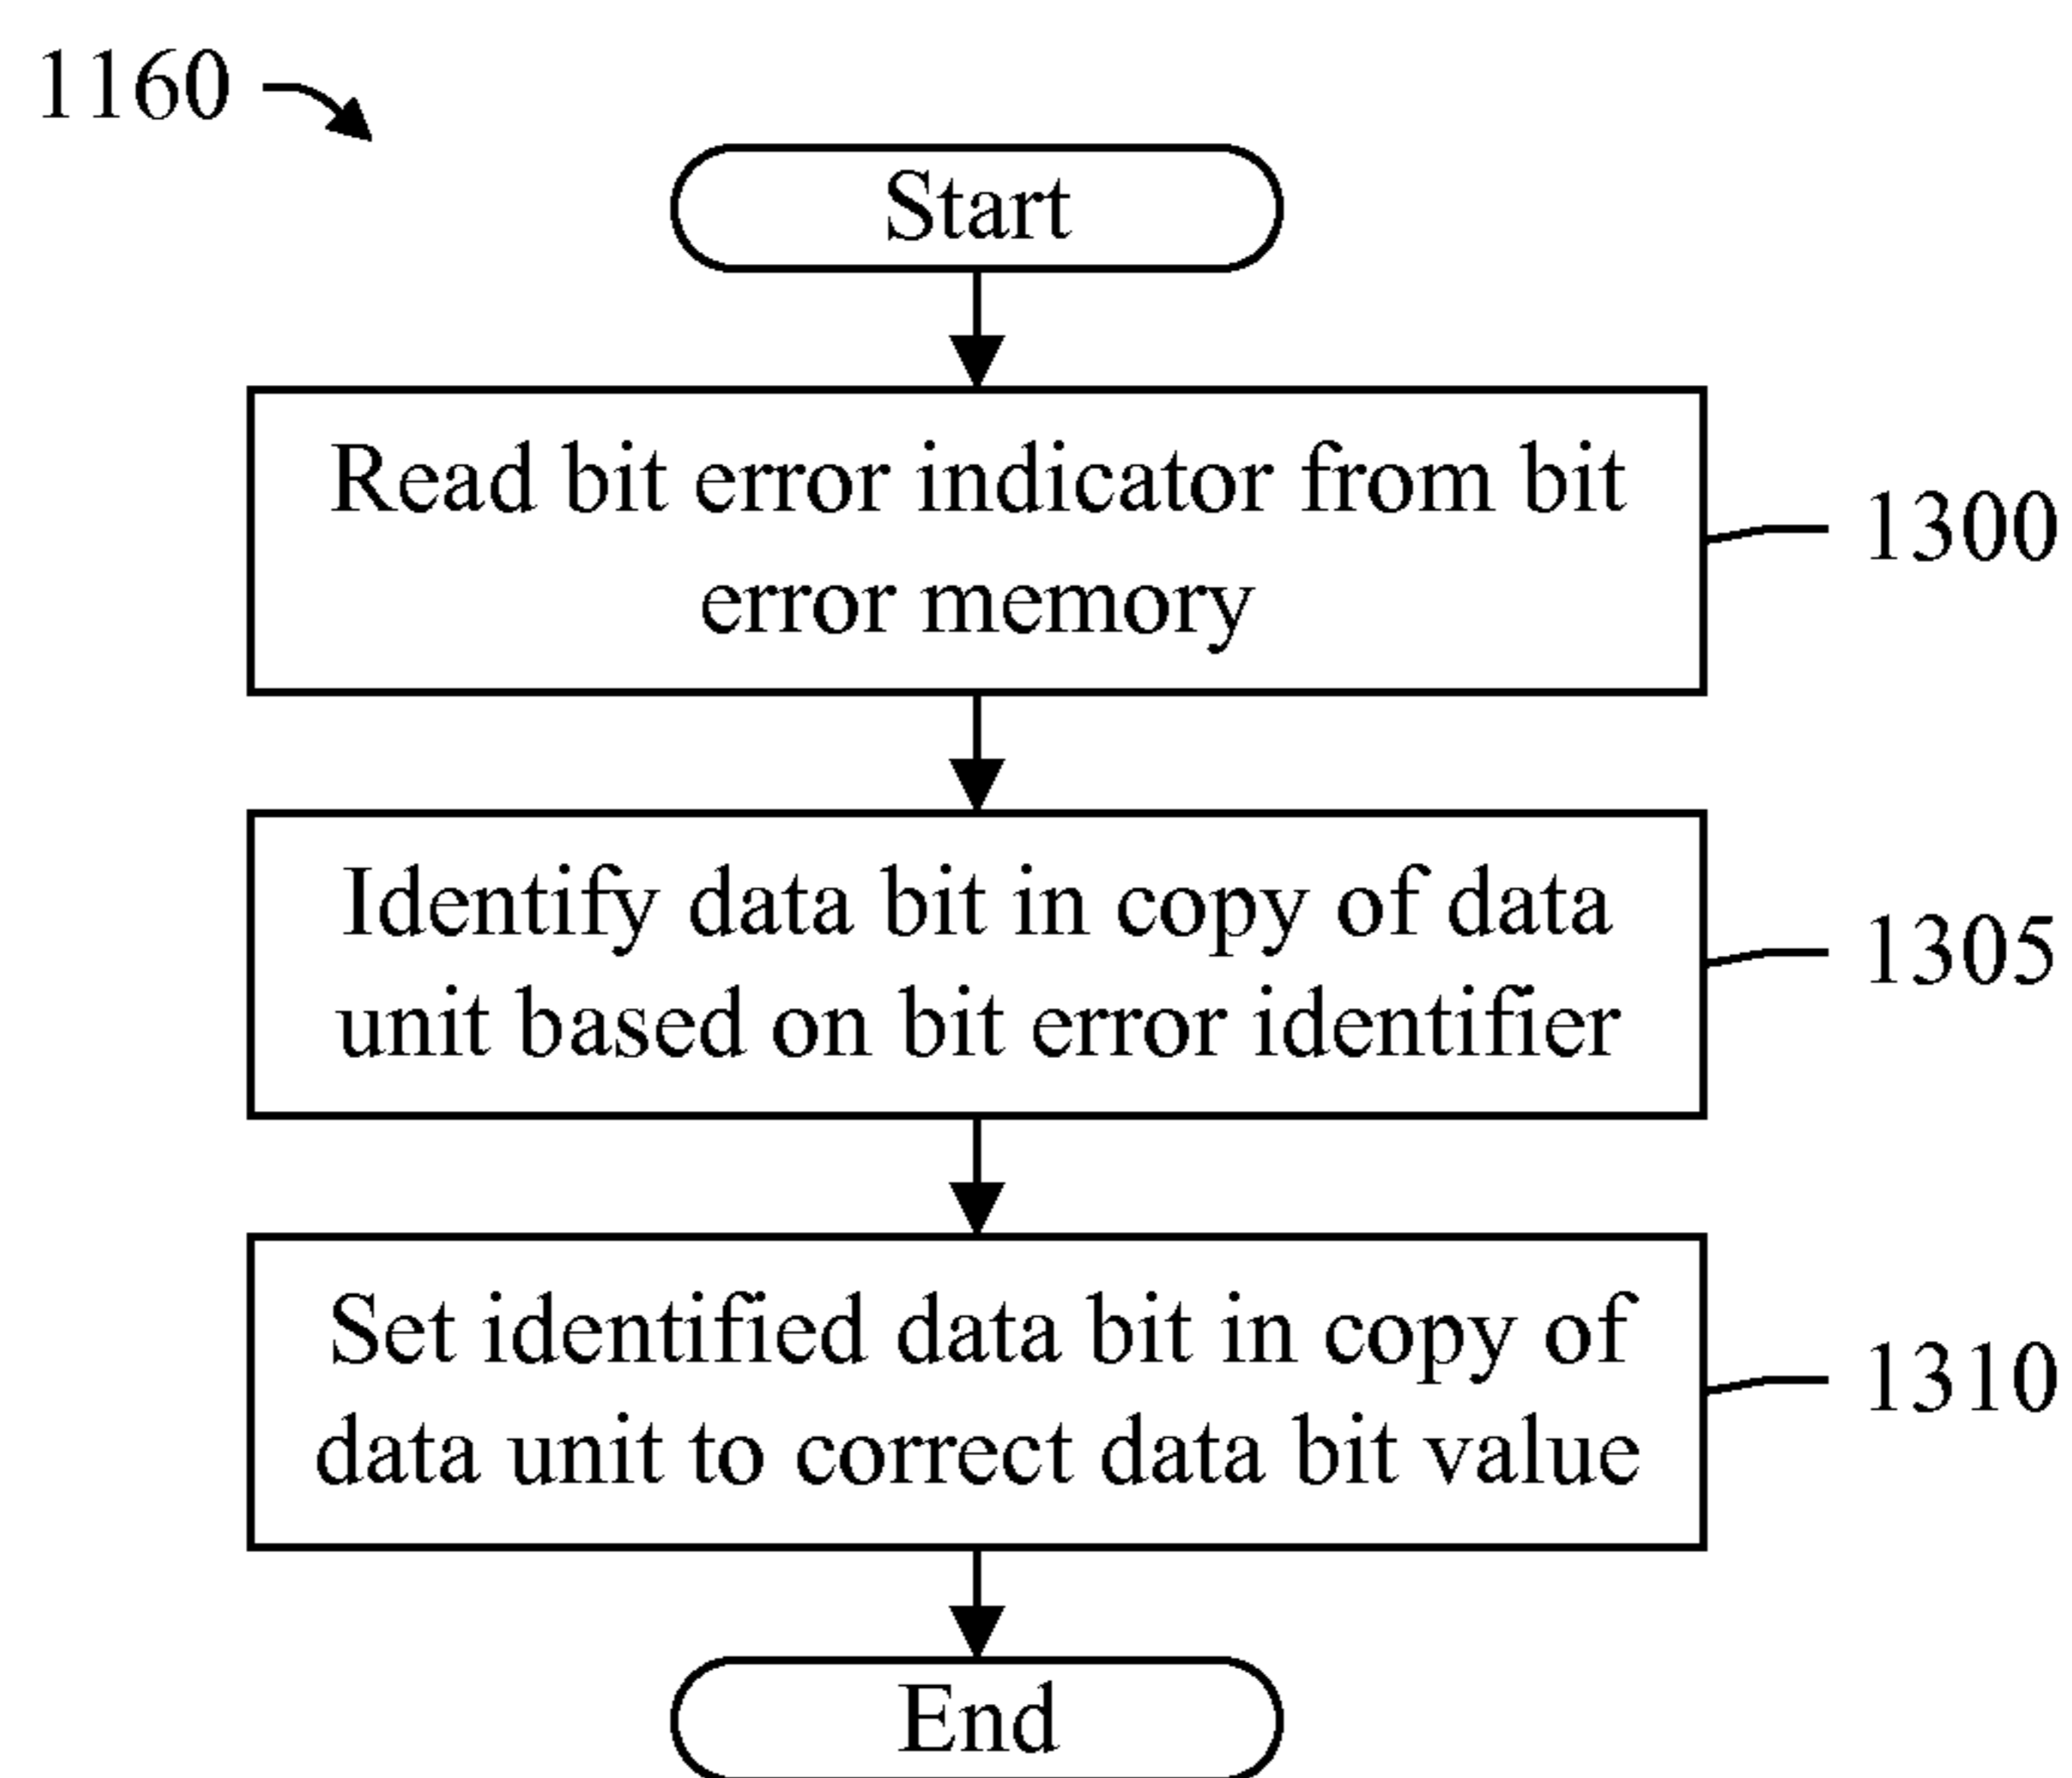 1160
Start
Read bit error indicator from bit
error memory
1300
Identify data bit in copy of data
unit based on bit error identifier
1305
Set identified data bit in copy of
data unit to correct data bit value
1310
End